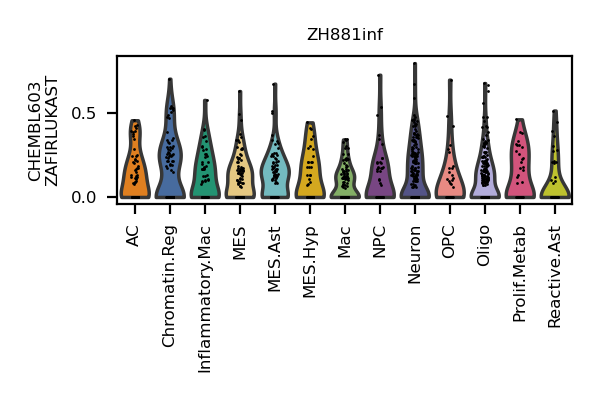 ZH881inf
CHEMBL603
ZAFIRLUKAST
0.5
0.0
AC
Chromatin.Reg
Inflammatory.Mac
MES
MES.Ast
MES.Hyp
Mac
NPC
Neuron
OPC
Oligo
Prolif.Metab
Reactive.Ast